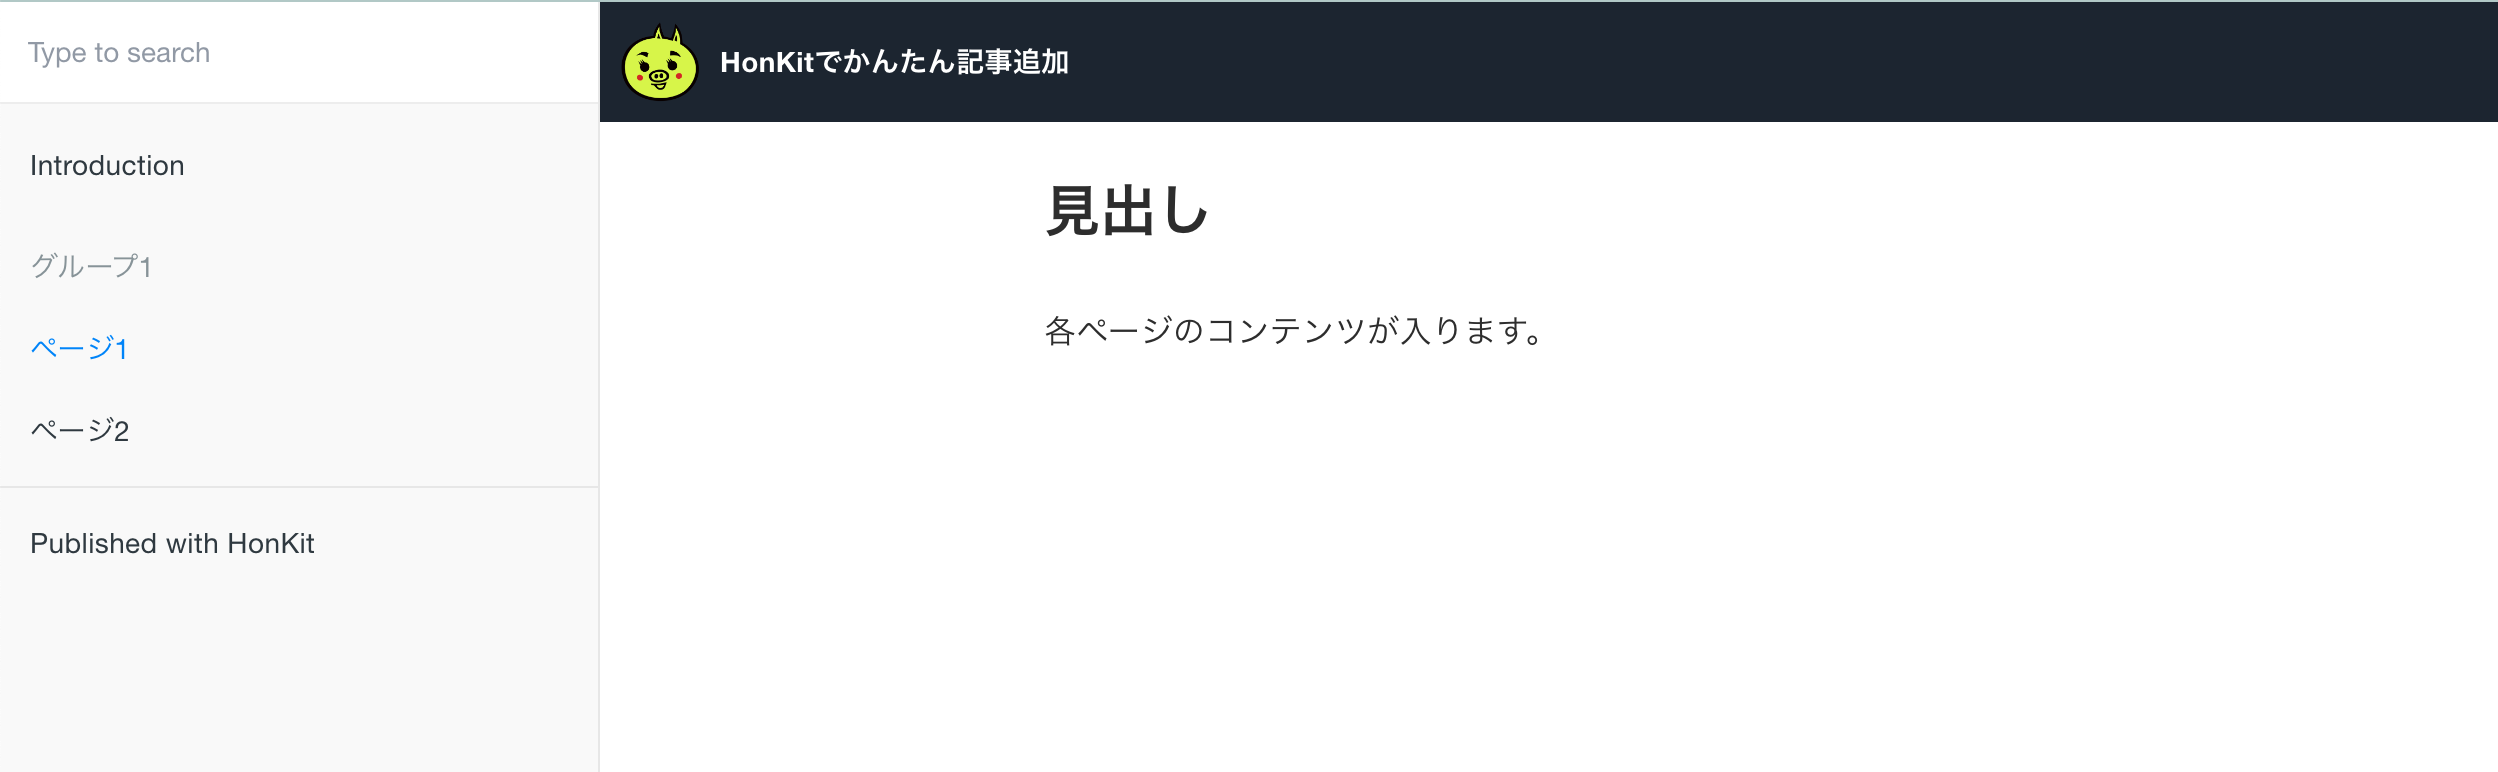 Type to search
Introduction
グループ1
ページ1
ページ2
Published with HonKit
HonKitでかんたん記事追加
見出し
各ページのコンテンツが入ります。